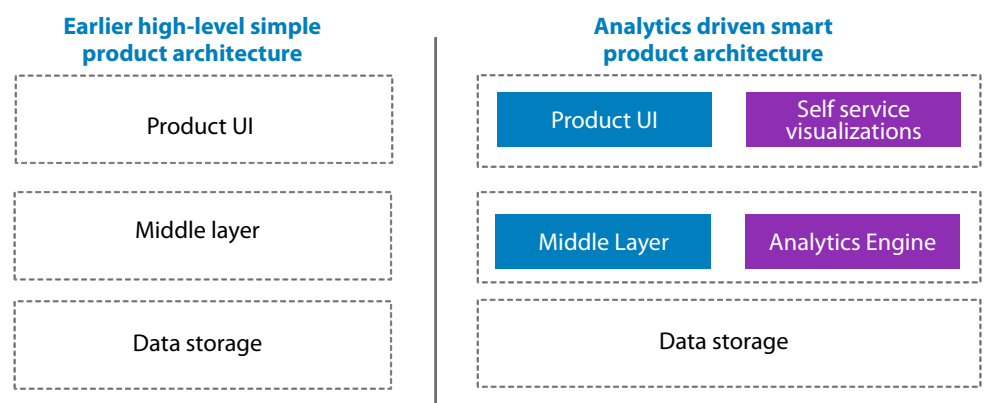 Earlier high-level simple
product architecture
Product UI
Middle layer
Data storage
Analytics driven smart
product architecture
Product UI
Self service
visualizations
Middle Layer
Analytics Engine
Data storage